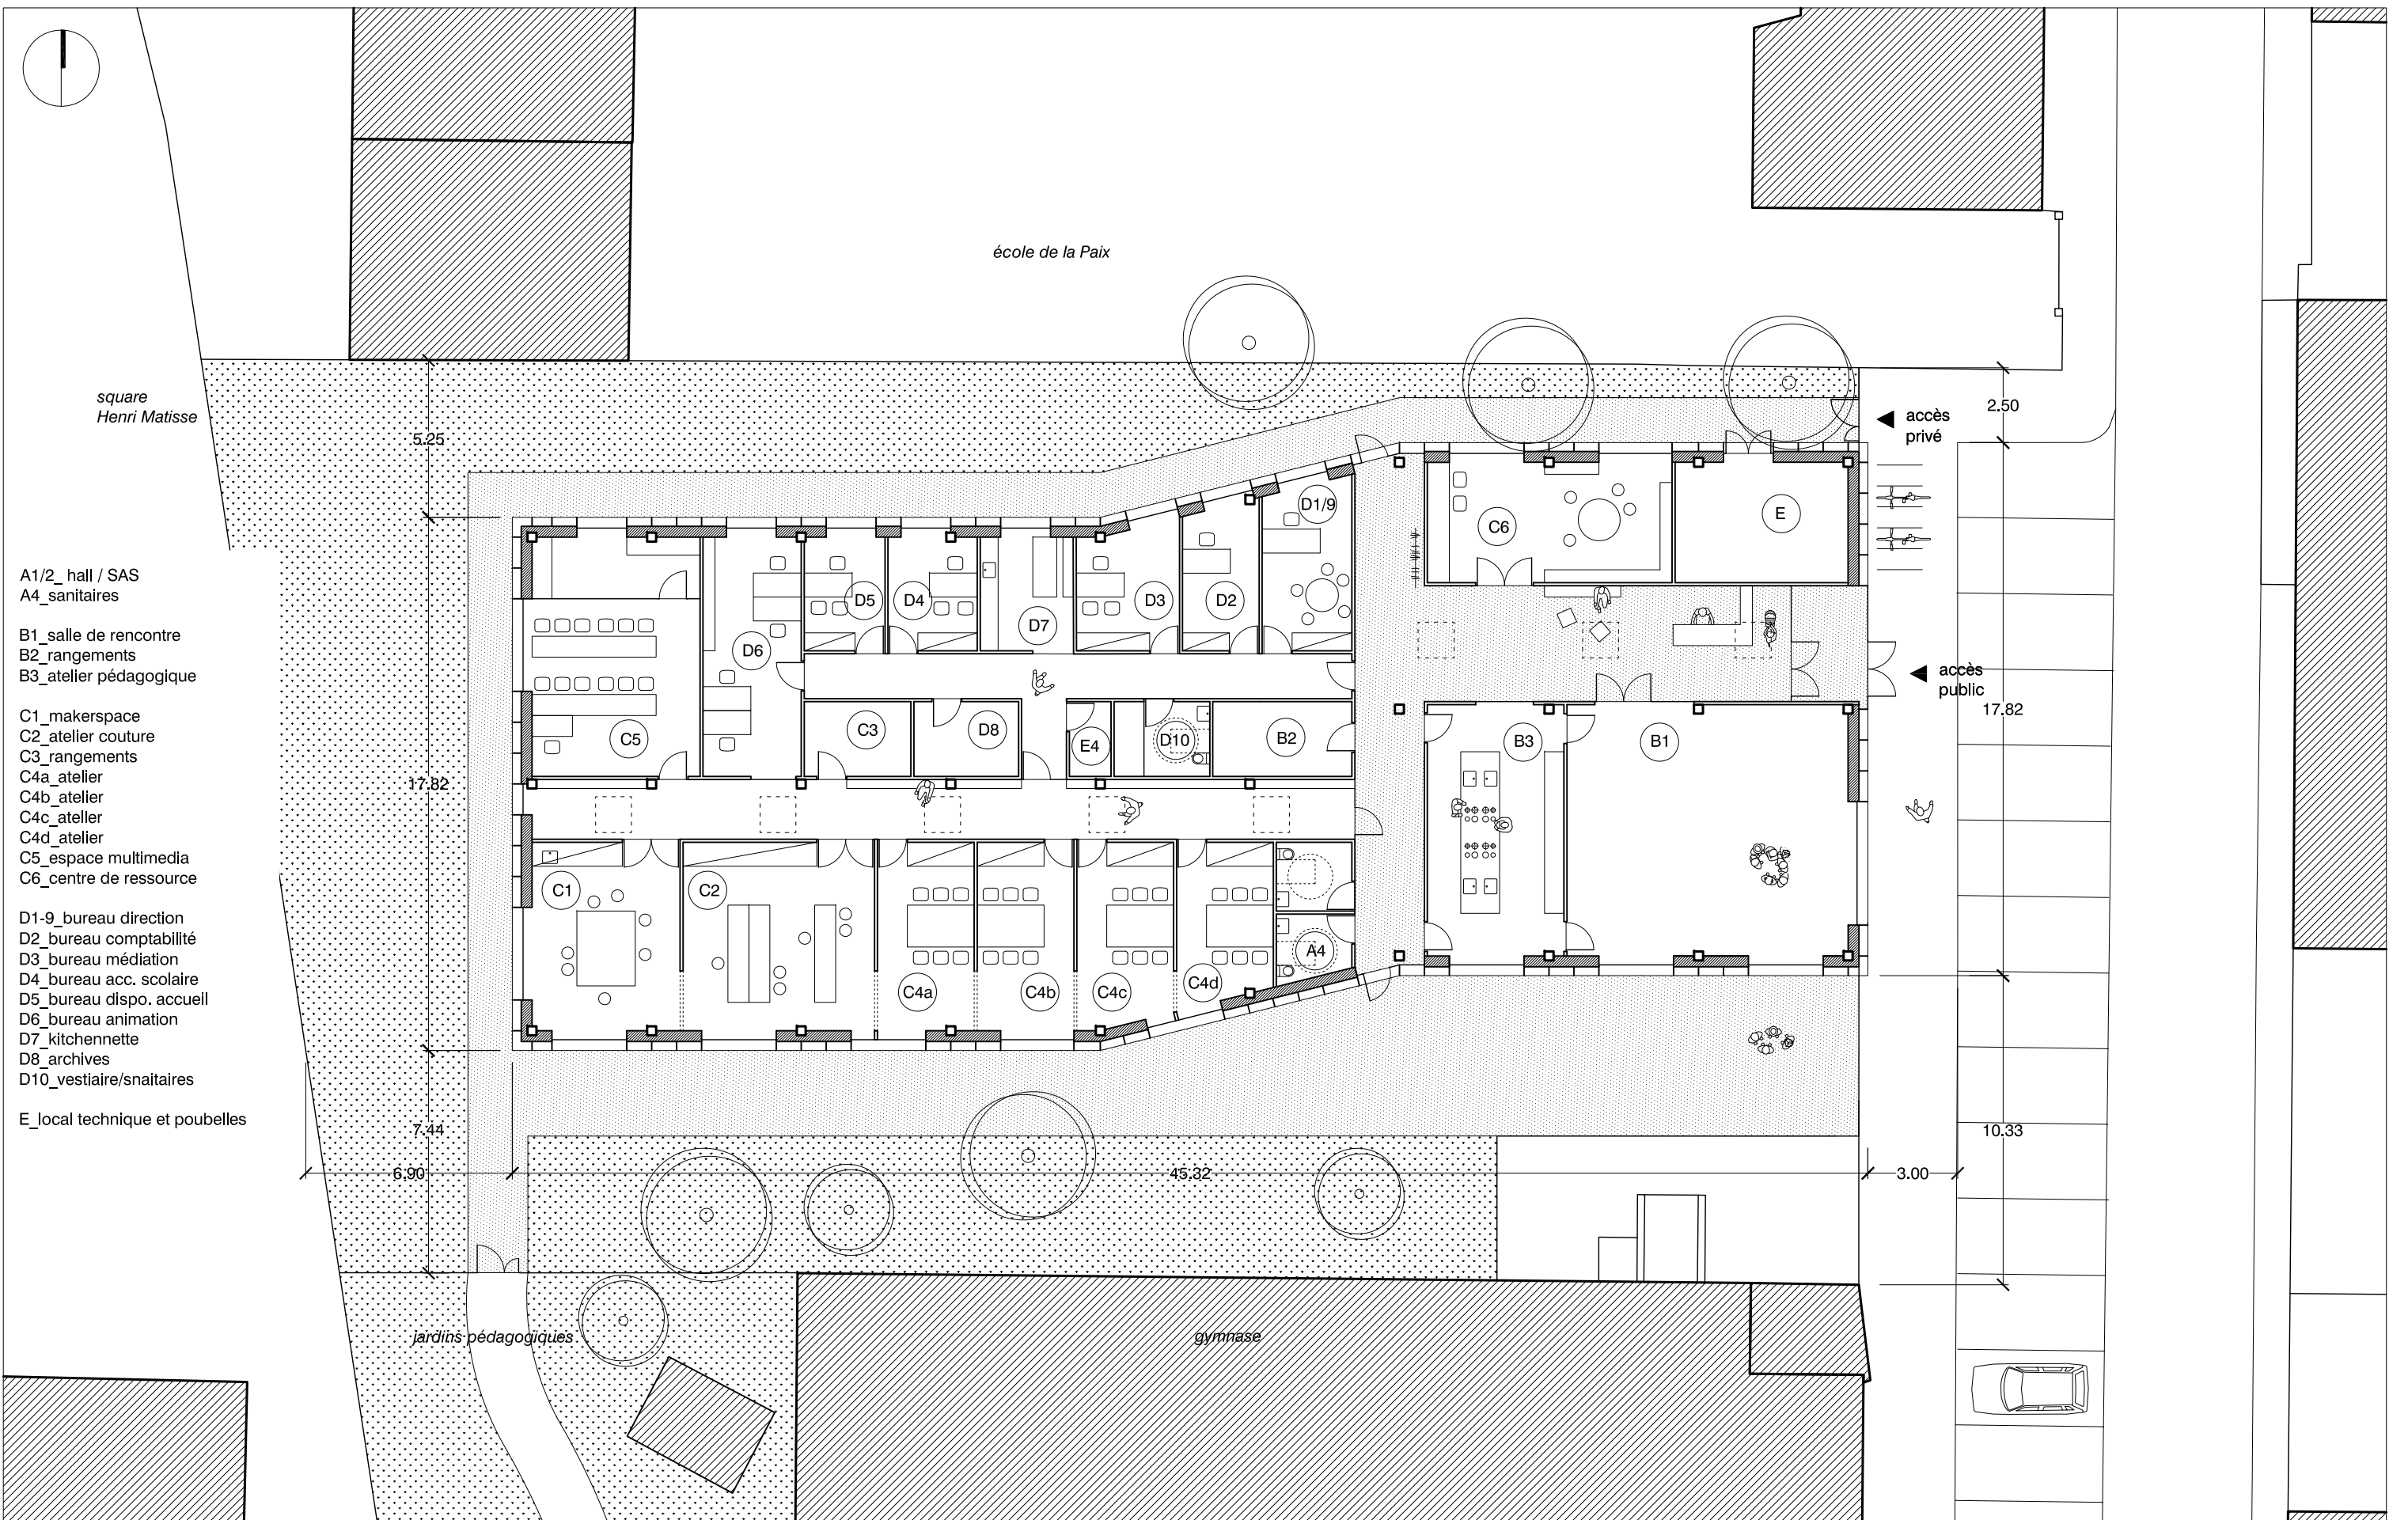 école de la Paix
square
Henri Matisse
accès
privé
2.50
5.25
D1/9
C6
E
D5
D4
D3
D2
D7
D6
A1/2_ hall / SAS
A4_sanitaires
B1_salle de rencontre
B2_rangements
B3_atelier pédagogique
C1_makerspace
C2_atelier couture
C3_rangements
C4a_atelier
C4b_atelier
C4c_atelier
C4d_atelier
C5_espace multimedia
C6_centre de ressource
D1-9_bureau direction
D2_bureau comptabilité
D3_bureau médiation
D4_bureau acc. scolaire
D5_bureau dispo. accueil
D6_bureau animation
D7_kitchennette
D8_archives
D10_vestiaire/snaitaires
E_local technique et poubelles
accès
public
17.82
C5
C3
D8
E4
D10
B2
B3
B1
17.82
C1
C2
A4
C4a
C4b
C4c
C4d
7.44
10.33
6.90
45.32
3.00
jardins pédagogiques
gymnase